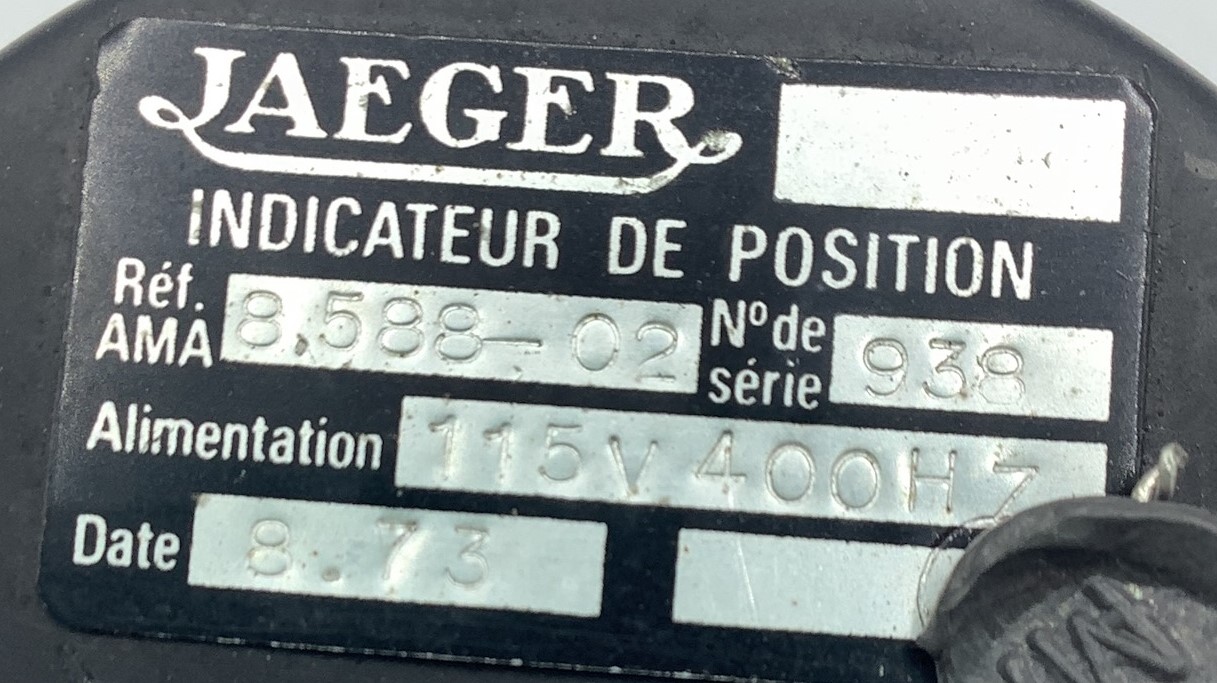 JAEGER
INDICATEUR DE POSITION
Réf. AMA 8.588-02 N° de série 938
Alimentation 115V 400HZ
Date 8.73